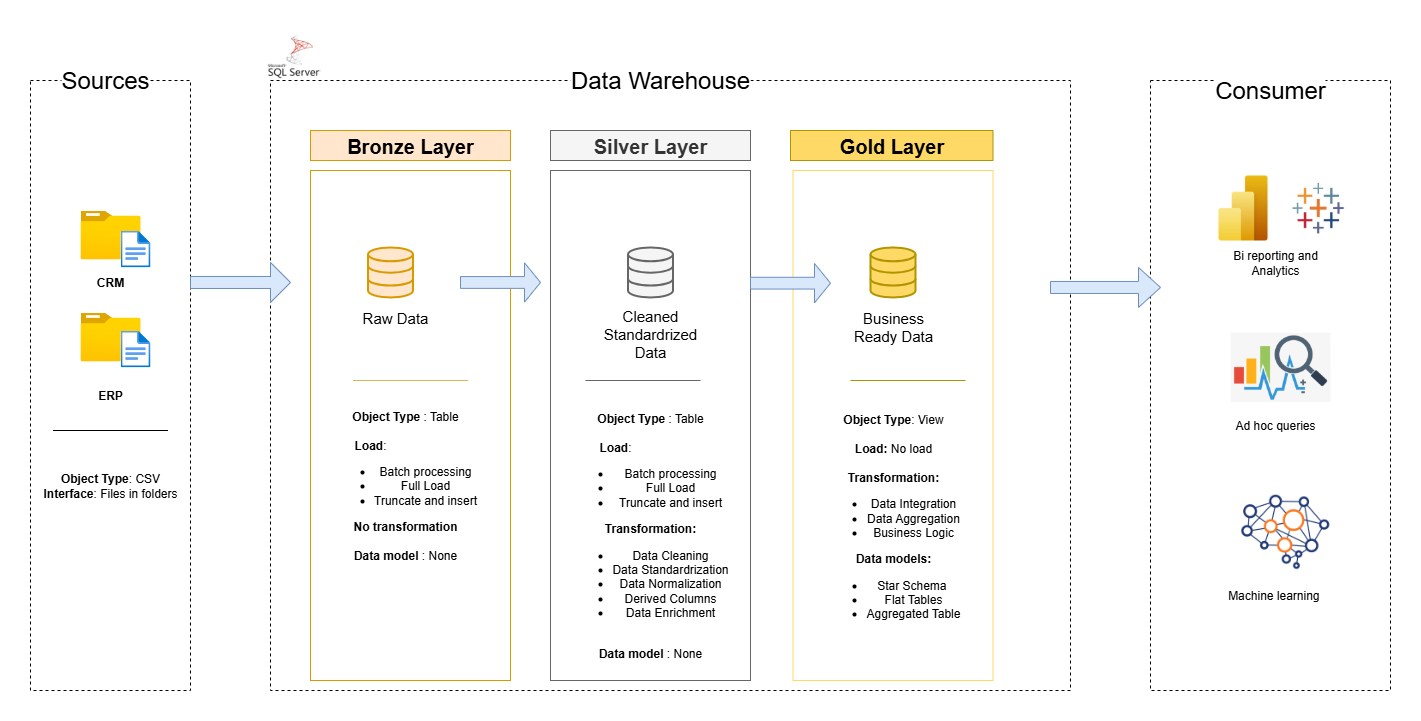 Sources
CRM
ERP
Object Type: CSV
Interface: Files in folders
Microsoft
SQL Server
Data Warehouse
Bronze Layer
Raw Data
Object Type : Table
Load:
• Batch processing
• Full Load
• Truncate and insert
No transformation
Data model : None
Silver Layer
Cleaned
Standardrized
Data
Object Type : Table
Load:
• Batch processing
• Full Load
• Truncate and insert
Transformation:
• Data Cleaning
• Data Standardrization
• Data Normalization
• Derived Columns
• Data Enrichment
Data model : None
Gold Layer
Business
Ready Data
Object Type: View
Load: No load
Transformation:
• Data Integration
• Data Aggregation
• Business Logic
Data models:
• Star Schema
• Flat Tables
• Aggregated Table
Consumer
Bi reporting and
Analytics
Ad hoc queries
Machine learning